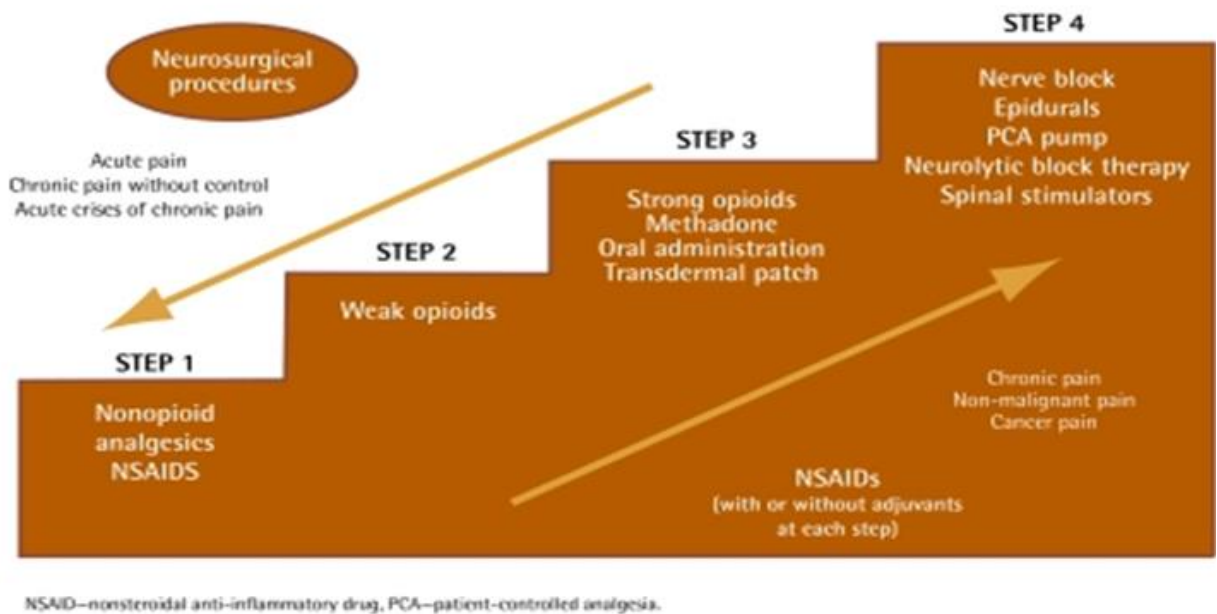 Neurosurgical
procedures
Acute pain
Chronic pain without control
Acute crises of chronic pain
STEP 1
Nonopioid
analgesics
NSAIDS
STEP 2
Weak opioids
STEP 3
Strong opioids
Methadone
Oral administration
Transdermal patch
STEP 4
Nerve block
Epidurals
PCA pump
Neurolytic block therapy
Spinal stimulators
Chronic pain
Non-malignant pain
Cancer pain
NSAIDs
(with or without adjuvants
at each step)
NSAID—nonsteroidal anti-inflammatory drug, PCA—patient-controlled analgesia.